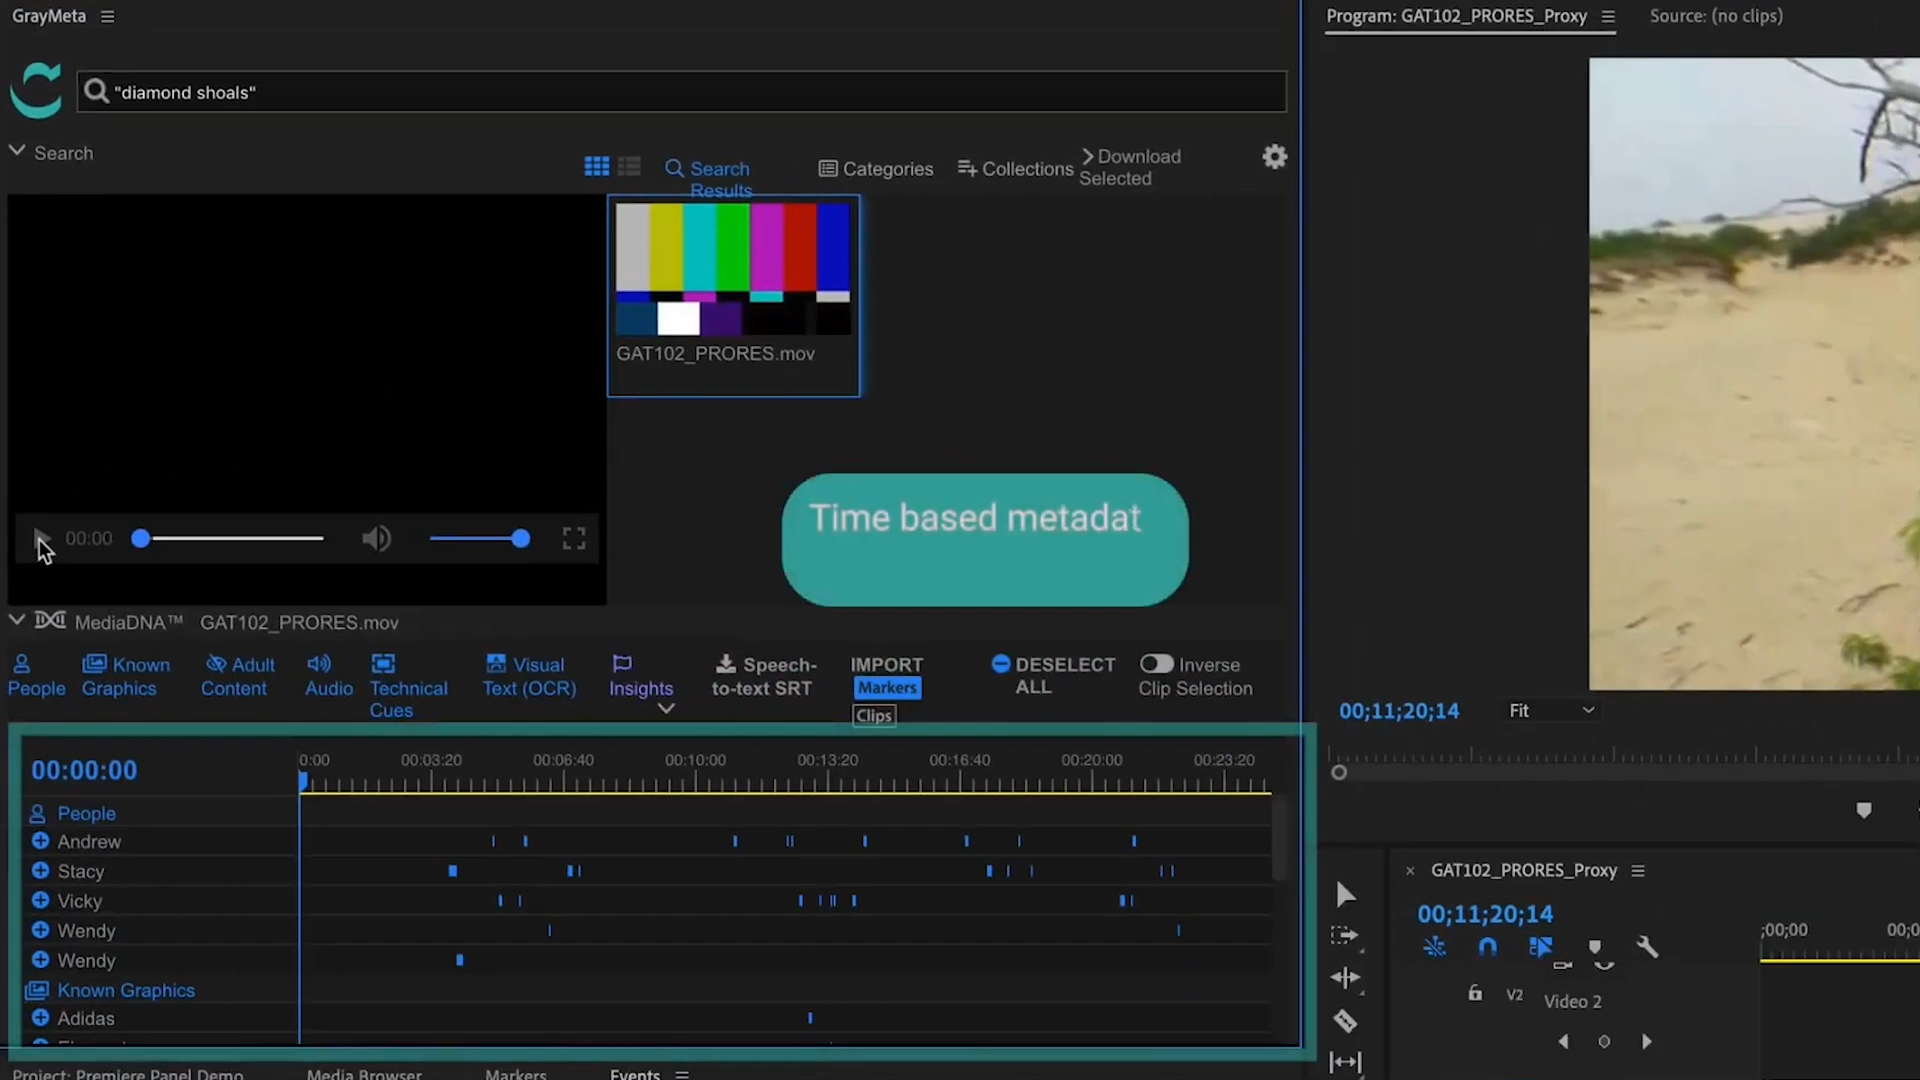 GrayMeta
Program: GAT102_PRORES_Proxy
Source: (no clips)
"diamond shoals"
Search
Search Results
Categories
Collections
Download Selected
GAT102_PRORES.mov
Time based metadat
00:00
MediaDNA™ GAT102_PRORES.mov
People
Known Graphics
Adult Content
Audio
Technical Cues
Visual Text (OCR)
Insights
Speech-to-text SRT
IMPORT
Markers
Clips
DESELECT ALL
Inverse Clip Selection
00;11;20;14
Fit
00:00:00
0:00 00:03:20 00:06:40 00:10:00 00:13:20 00:16:40 00:20:00 00:23:20
People
Andrew
Stacy
Vicky
Wendy
Wendy
Known Graphics
Adidas
GAT102_PRORES_Proxy
00;11;20;14
;00;00
00;0
V2
Video 2
Project: Premiere Panel Demo
Media Browser
Markers
Events